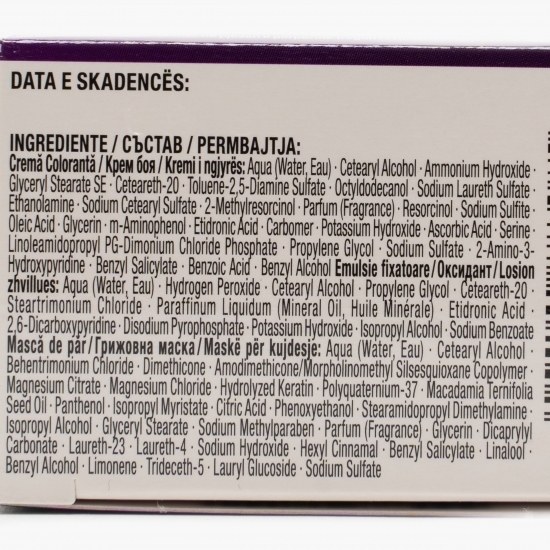 DATA E SKADENCËS:
INGREDIENTE / СЪСТАВ / PERMBAJTJA:
Cremă Colorantă / Крем боя / Kremi i ngjyrës: Aqua (Water, Eau) · Cetearyl Alcohol · Ammonium Hydroxide ·
Glyceryl Stearate SE · Ceteareth-20 · Toluene-2,5-Diamine Sulfate · Octyldodecanol · Sodium Laureth Sulfate ·
Ethanolamine · Sodium Cetearyl Sulfate · 2-Methylresorcinol · Parfum (Fragrance) · Resorcinol · Sodium Sulfite ·
Oleic Acid · Glycerin · m-Aminophenol · Etidronic Acid · Carbomer · Potassium Hydroxide · Ascorbic Acid · Serine ·
Linoleamidopropyl PG-Dimonium Chloride Phosphate · Propylene Glycol · Sodium Sulfate · 2-Amino-3-
Hydroxypyridine · Benzyl Salicylate · Benzoic Acid · Benzyl Alcohol Emulsie fixatoare / Оксидант / Losion
zhvillues: Aqua (Water, Eau) · Hydrogen Peroxide · Cetearyl Alcohol · Propylene Glycol · Ceteareth-20 ·
Steartrimonium Chloride · Paraffinum Liquidum (Mineral Oil, Huile Minérale) · Etidronic Acid ·
2,6-Dicarboxypyridine · Disodium Pyrophosphate · Potassium Hydroxide · Isopropyl Alcohol · Sodium Benzoate
Mască de păr / Грижовна маска / Maskë për kujdesje: Aqua (Water, Eau) · Cetearyl Alcohol ·
Behentrimonium Chloride · Dimethicone · Amodimethicone/Morpholinomethyl Silsesquioxane Copolymer ·
Magnesium Citrate · Magnesium Chloride · Hydrolyzed Keratin · Polyquaternium-37 · Macadamia Ternifolia
Seed Oil · Panthenol · Isopropyl Myristate · Citric Acid · Phenoxyethanol · Stearamidopropyl Dimethylamine ·
Isopropyl Alcohol · Glyceryl Stearate · Sodium Methylparaben · Parfum (Fragrance) · Glycerin · Dicaprylyl
Carbonate · Laureth-23 · Laureth-4 · Sodium Hydroxide · Hexyl Cinnamal · Benzyl Salicylate · Linalool ·
Benzyl Alcohol · Limonene · Trideceth-5 · Lauryl Glucoside · Sodium Sulfate